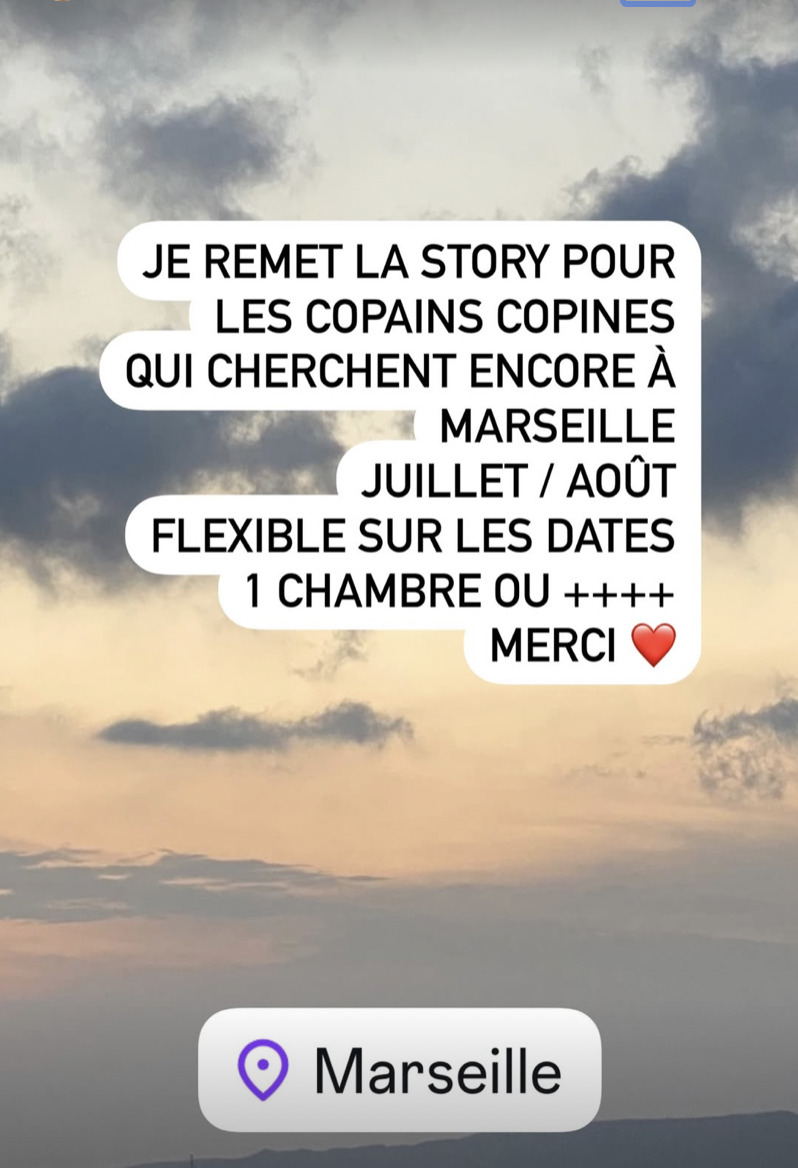 JE REMET LA STORY POUR
LES COPAINS COPINES
QUI CHERCHENT ENCORE À
MARSEILLE
JUILLET / AOÛT
FLEXIBLE SUR LES DATES
1 CHAMBRE OU ++++
MERCI ❤️
Marseille